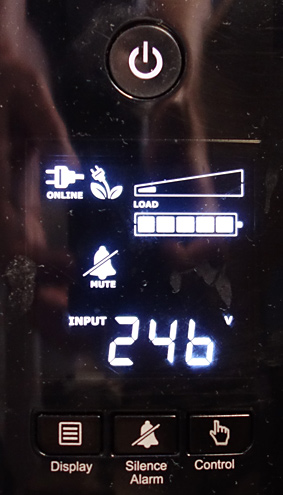 ONLINE
LOAD
MUTE
INPUT 246 V
Display
Silence Alarm
Control